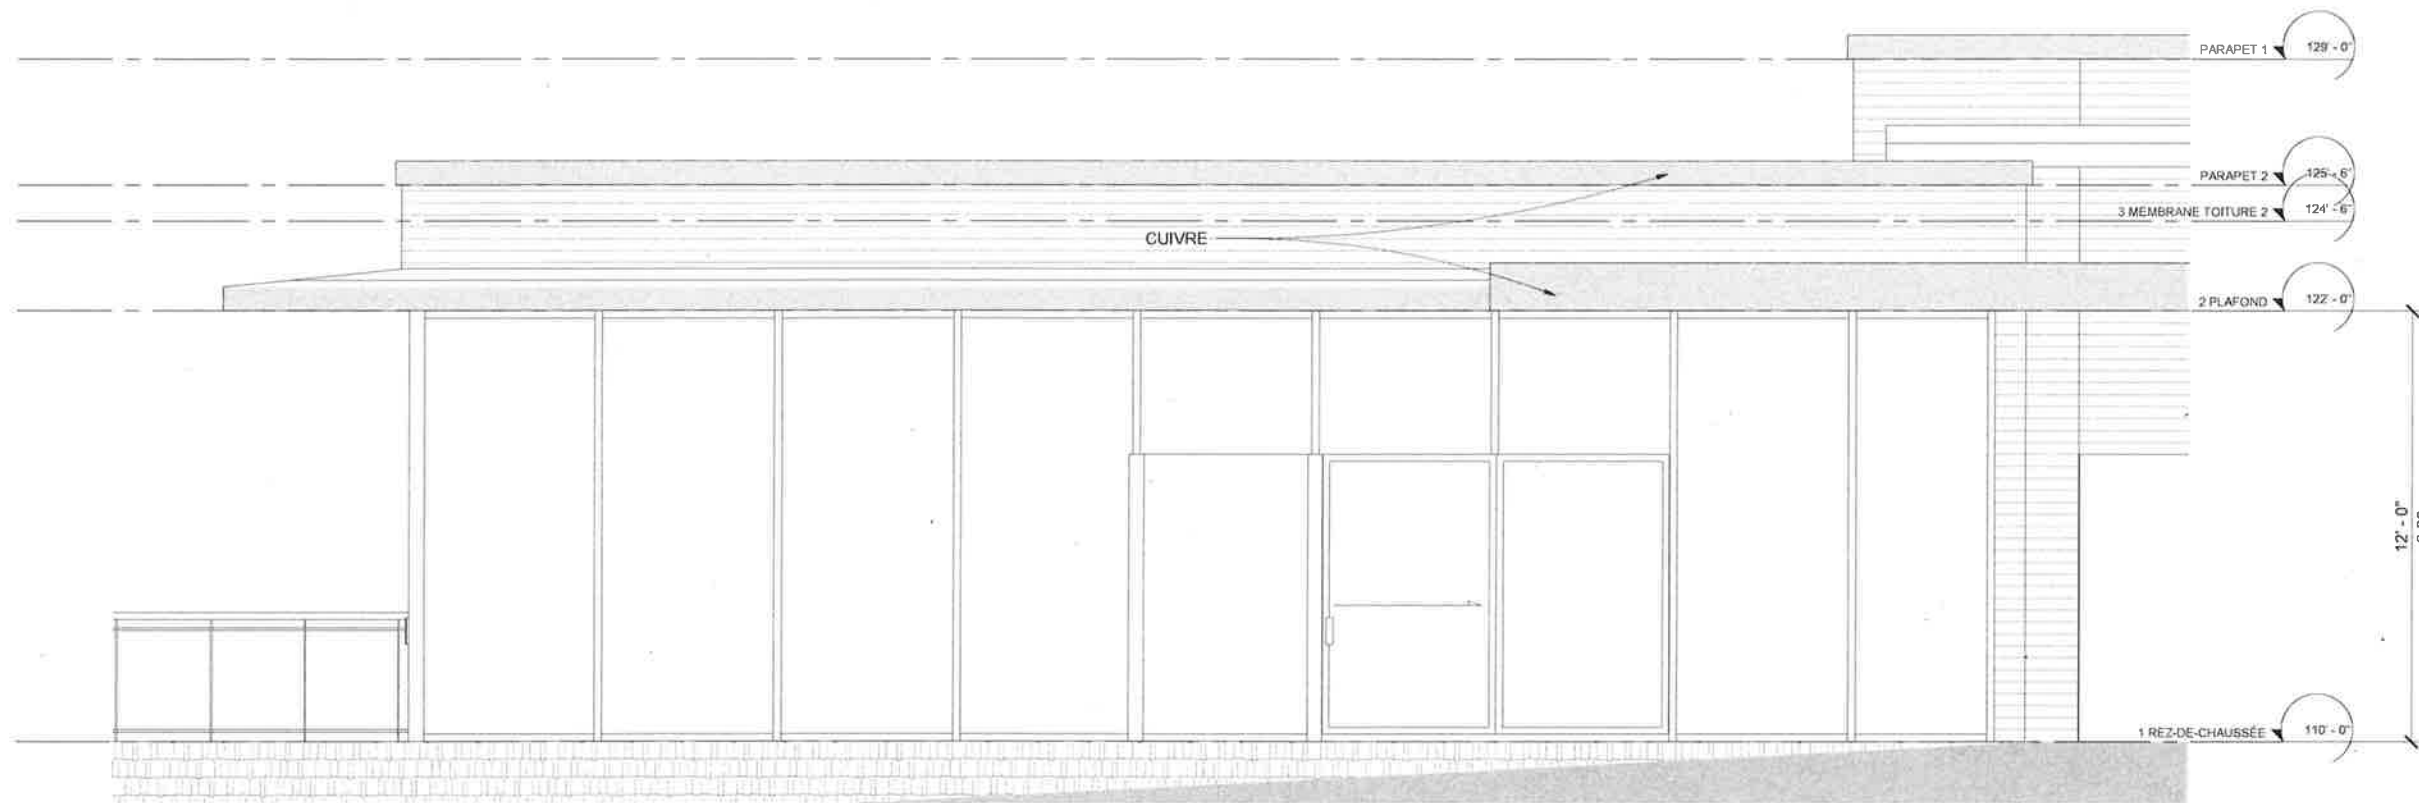 PARAPET 1 129' - 0"
PARAPET 2 125' - 6"
3 MEMBRANE TOITURE 2 124' - 6"
CUIVRE
2 PLAFOND 122' - 0"
12' - 0"
1 REZ-DE-CHAUSSÉE 110' - 0"